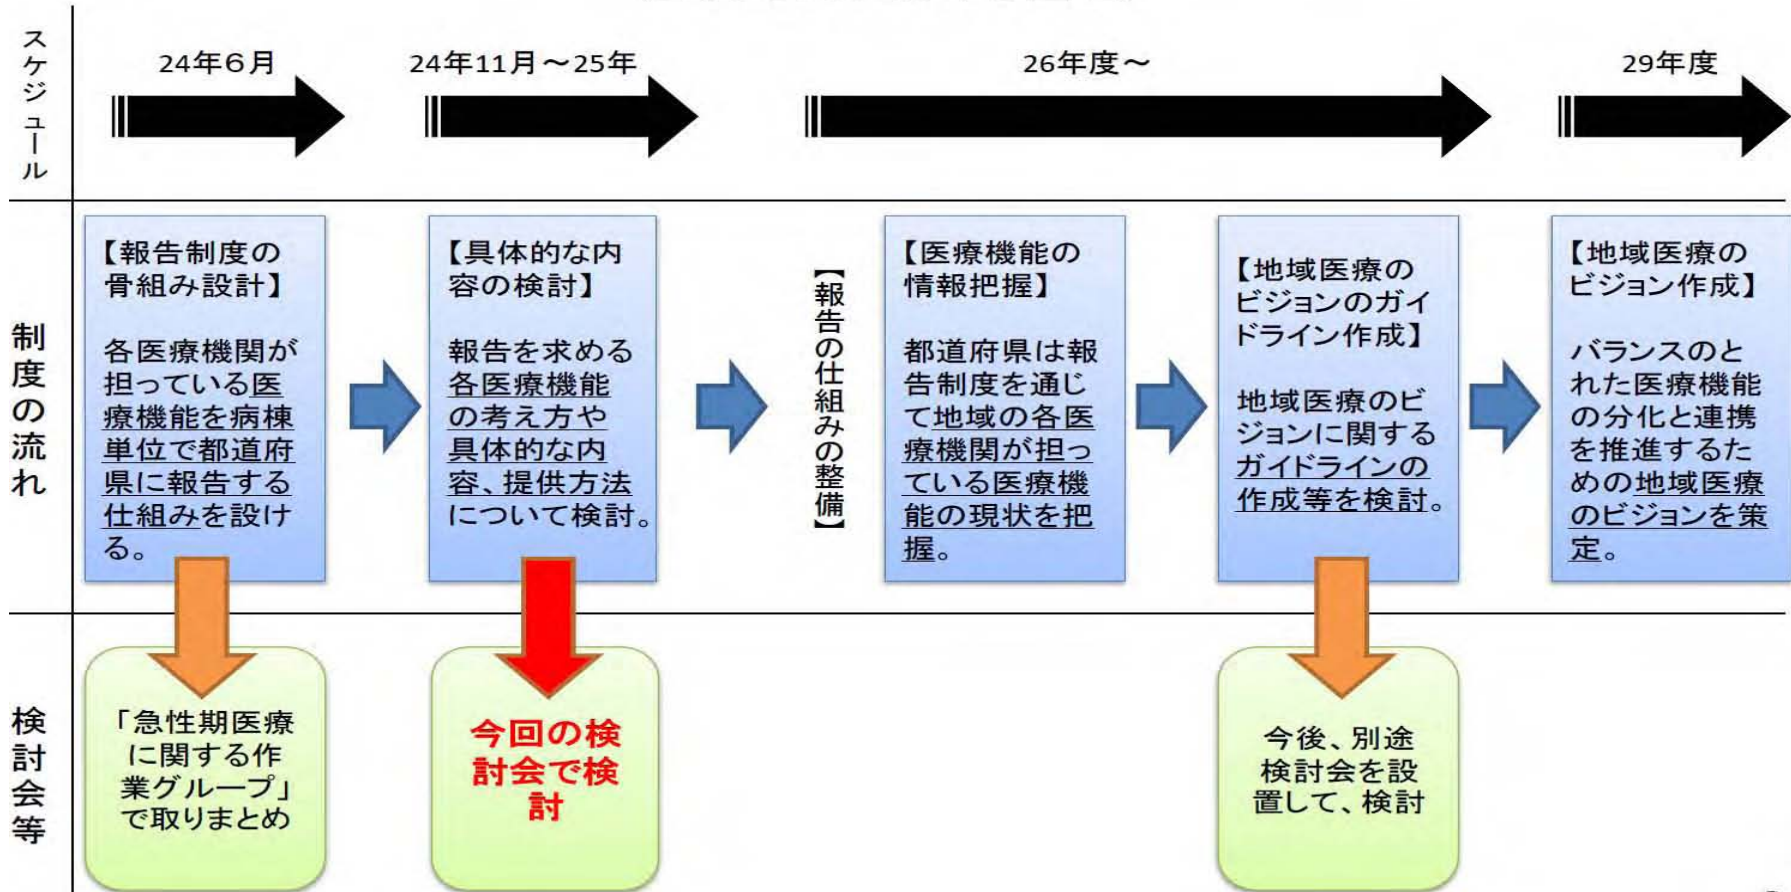 スケジュール
24年6月
24年11月～25年
26年度～
29年度
制度の流れ
【報告制度の
骨組み設計】
各医療機関が
担っている医
療機能を病棟
単位で都道府
県に報告する
仕組みを設け
る。
【具体的な内
容の検討】
報告を求める
各医療機能
の考え方や
具体的な内
容、提供方法
について検討。
【報告の仕組みの整備】
【医療機能の
情報把握】
都道府県は報
告制度を通じ
て地域の各医
療機関が担っ
ている医療機
能の現状を把
握。
【地域医療の
ビジョンのガイ
ドライン作成】
地域医療のビ
ジョンに関する
ガイドラインの
作成等を検討。
【地域医療の
ビジョン作成】
バランスのと
れた医療機能
の分化と連携
を推進するた
めの地域医療
のビジョンを策
定。
検討会等
「急性期医療
に関する作
業グループ」
で取りまとめ
今回の検
討会で検
討
今後、別途
検討会を設
置して、検討